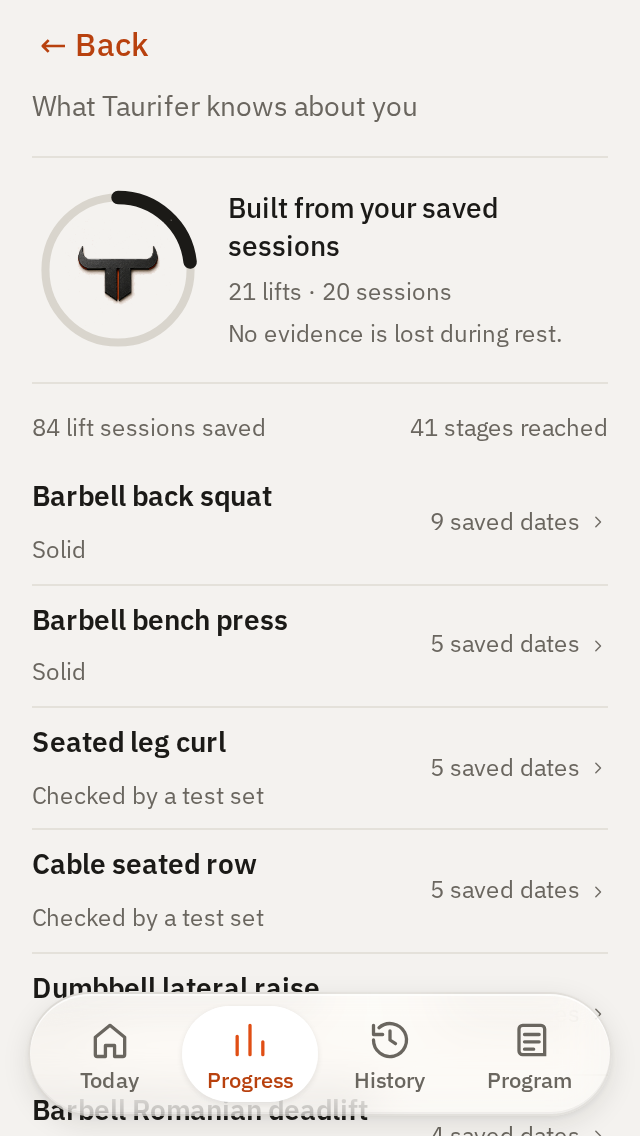 ← Back
What Taurifer knows about you
Built from your saved
sessions
21 lifts · 20 sessions
No evidence is lost during rest.
84 lift sessions saved
41 stages reached
Barbell back squat
Solid
9 saved dates
Barbell bench press
Solid
5 saved dates
Seated leg curl
Checked by a test set
5 saved dates
Cable seated row
Checked by a test set
5 saved dates
Dumbbell lateral raise
Today
Progress
History
Program
Barbell Romanian deadlift
4 saved dates